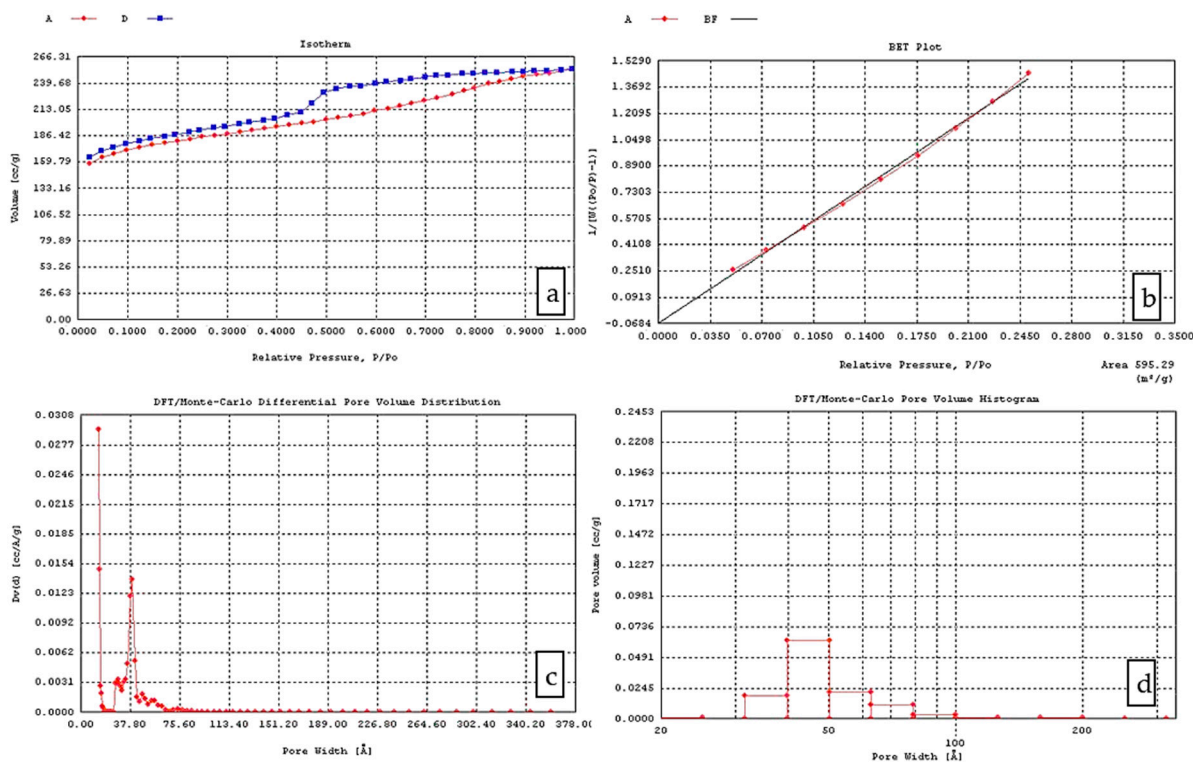 A D
Isotherm
266.31
239.68
213.05
186.42
159.79
133.16
106.52
79.89
53.26
26.63
0.00
Volume [cc/g]
0.0000 0.1000 0.2000 0.3000 0.4000 0.5000 0.6000 0.7000 0.8000 0.9000 1.000
Relative Pressure, P/Po
a
A BF
BET Plot
1.5290
1.3692
1.2095
1.0498
0.8900
0.7303
0.5705
0.4108
0.2510
0.0913
-0.0684
1/[W((Po/P)-1)]
0.0000 0.0350 0.0700 0.1050 0.1400 0.1750 0.2100 0.2450 0.2800 0.3150 0.3500
Relative Pressure, P/Po
Area 595.29
(m²/g)
b
DFT/Monte-Carlo Differential Pore Volume Distribution
0.0308
0.0277
0.0246
0.0215
0.0185
0.0154
0.0123
0.0092
0.0062
0.0031
0.0000
Dv(d) [cc/Å/g]
0.00 37.80 75.60 113.40 151.20 189.00 226.80 264.60 302.40 340.20 378.0(
Pore Width [Å]
c
DFT/Monte-Carlo Pore Volume Histogram
0.2453
0.2208
0.1963
0.1717
0.1472
0.1227
0.0981
0.0736
0.0491
0.0245
0.0000
Pore volume [cc/g]
20 50 100 200
Pore Width [Å]
d